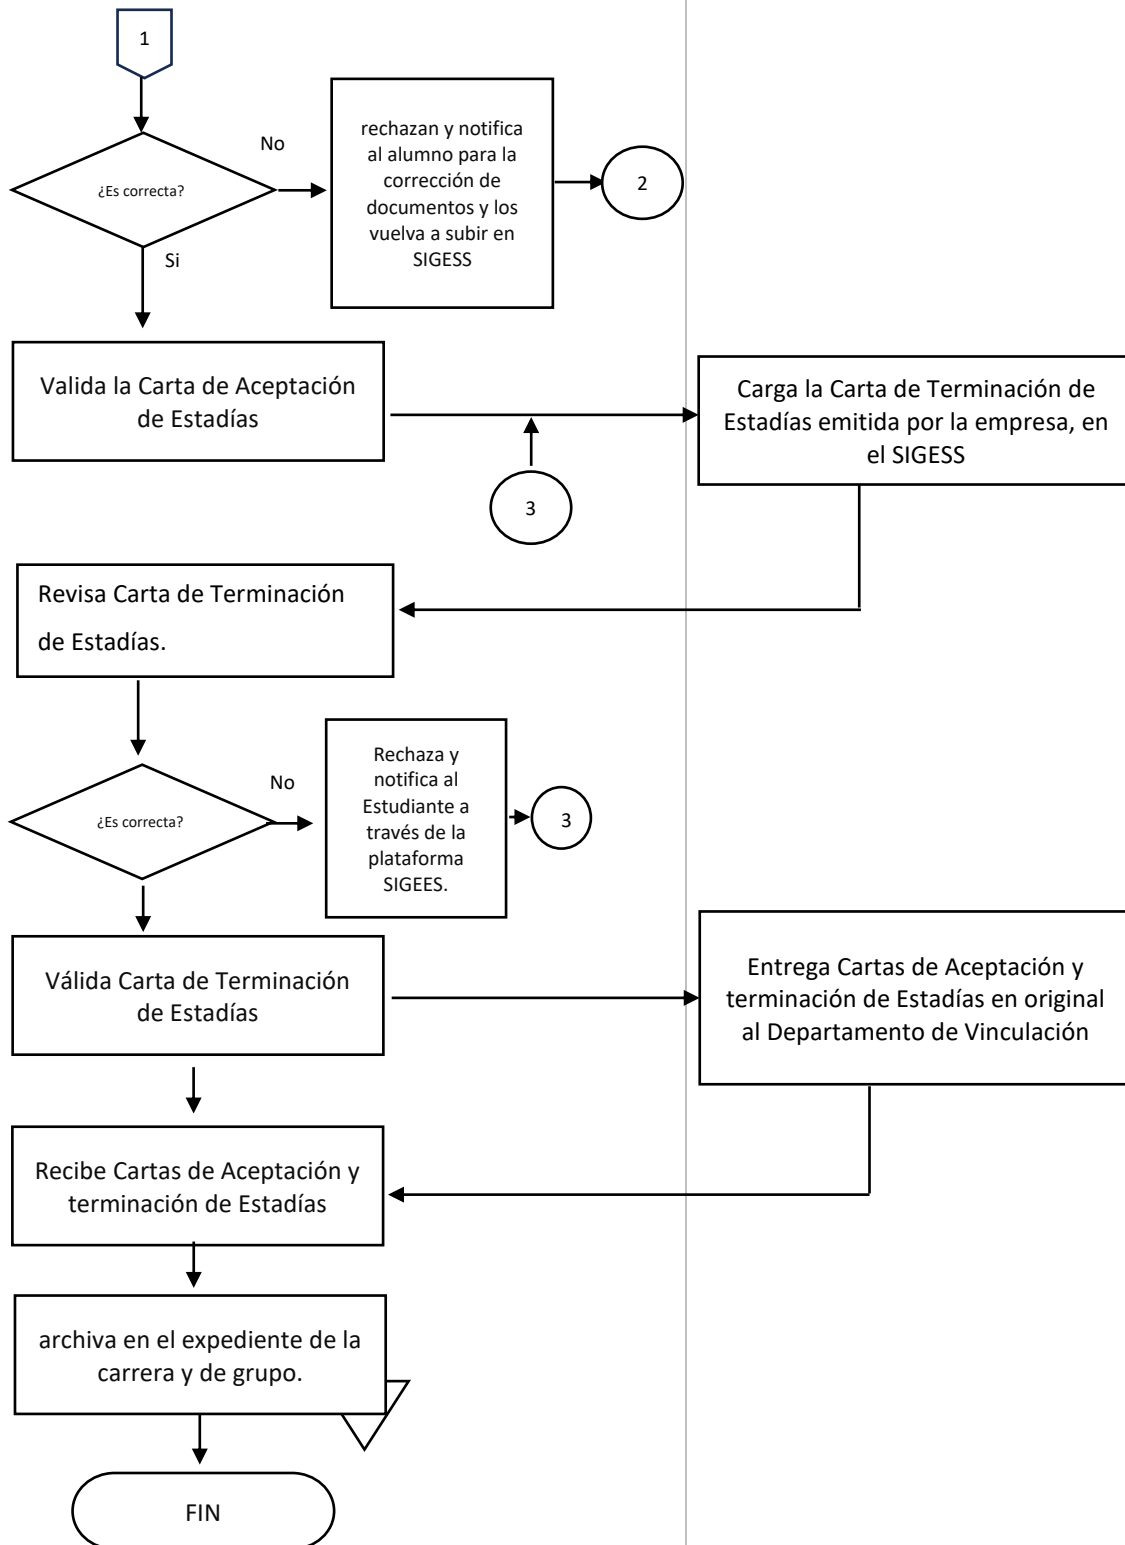 1
No
rechazan y notifica
al alumno para la
corrección de
documentos y los
vuelva a subir en
SIGESS
2
¿Es correcta?
Si
Valida la Carta de Aceptación
de Estadías
Carga la Carta de Terminación de
Estadías emitida por la empresa, en
el SIGESS
3
Revisa Carta de Terminación
de Estadías.
No
Rechaza y
notifica al
Estudiante a
través de la
plataforma
SIGEES.
3
¿Es correcta?
Válida Carta de Terminación
de Estadías
Entrega Cartas de Aceptación y
terminación de Estadías en original
al Departamento de Vinculación
Recibe Cartas de Aceptación y
terminación de Estadías
archiva en el expediente de la
carrera y de grupo.
FIN